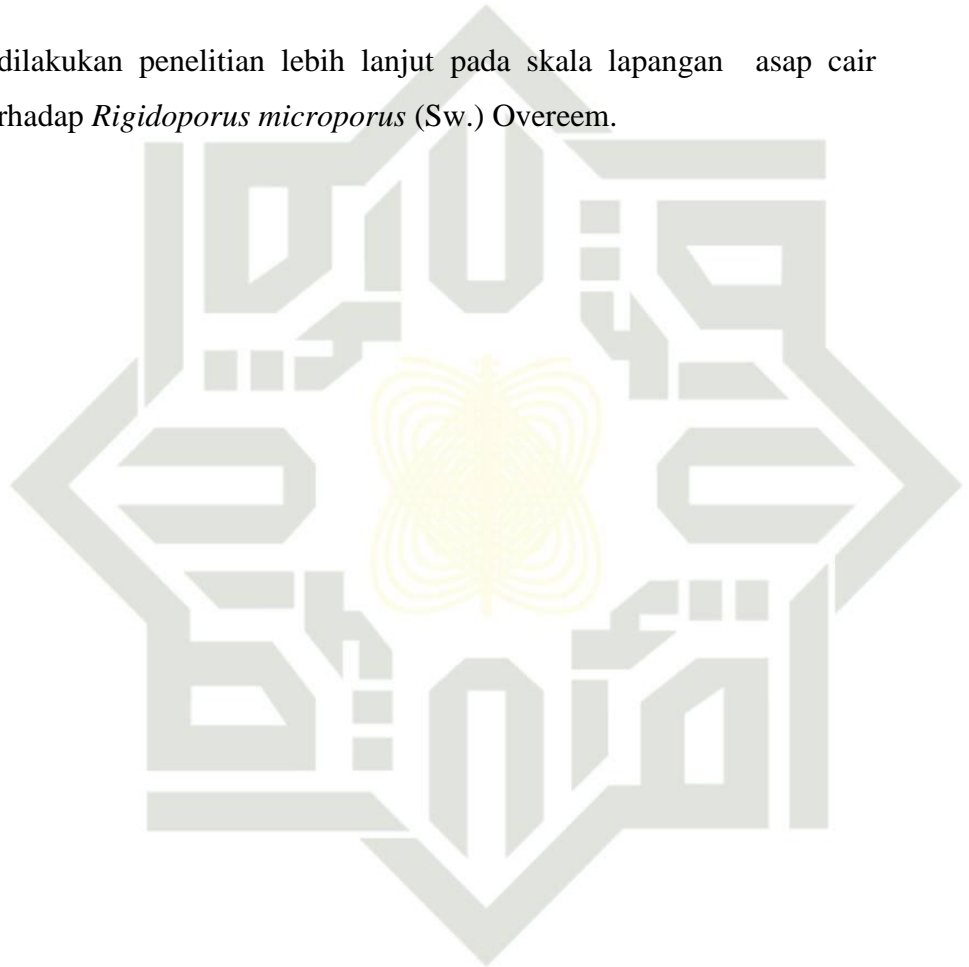 dilakukan penelitian lebih lanjut pada skala lapangan asap cair
rhadap Rigidoporus microporus (Sw.) Overeem.